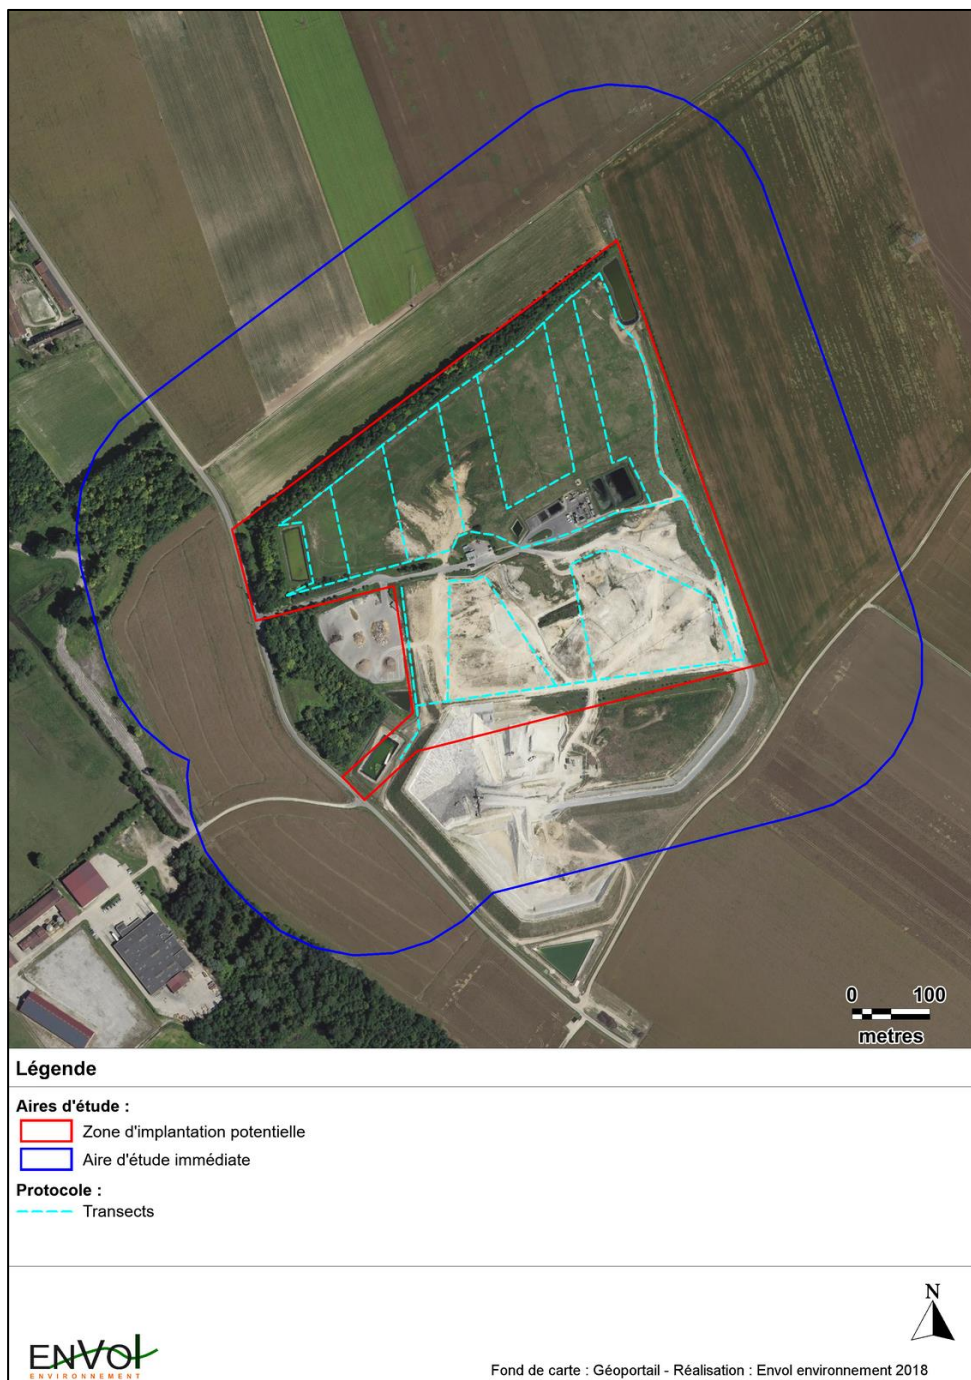 0 100
metres
Légende
Aires d'étude :
Zone d'implantation potentielle
Aire d'étude immédiate
Protocole :
Transects
N
ENVOl
ENVIRONNEMENT
Fond de carte : Géoportail - Réalisation : Envol environnement 2018